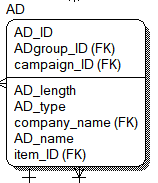 AD
AD_ID
ADgroup_ID (FK)
campaign_ID (FK)
AD_length
AD_type
company_name (FK)
AD_name
item_ID (FK)